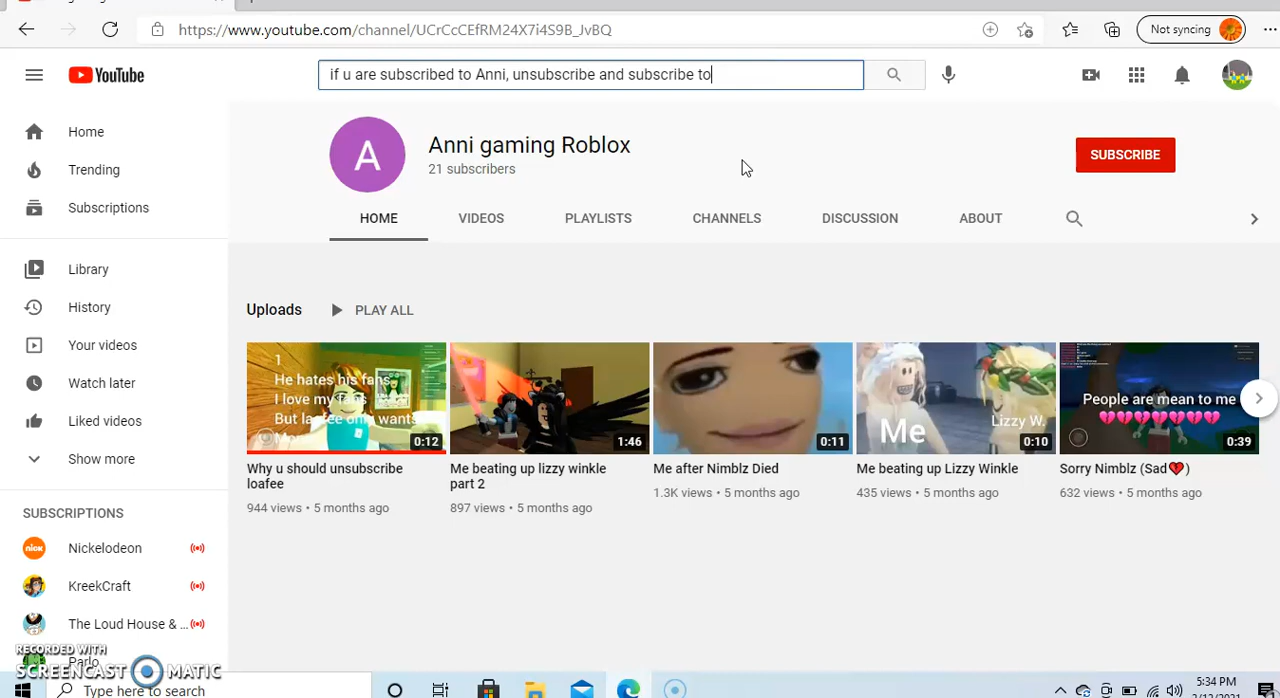 https://www.youtube.com/channel/UCrCcCEfRM24X7i4S9B_JvBQ
Not syncing
YouTube
if u are subscribed to Anni, unsubscribe and subscribe to
Home
Trending
Subscriptions
Library
History
Your videos
Watch later
Liked videos
Show more
SUBSCRIPTIONS
Nickelodeon
KreekCraft
The Loud House & ...
Parlo
nick
A
Anni gaming Roblox
21 subscribers
SUBSCRIBE
HOME
VIDEOS
PLAYLISTS
CHANNELS
DISCUSSION
ABOUT
Uploads
PLAY ALL
1
He hates his fans
I love my fans
But loafee only wants
0:12
Why u should unsubscribe
loafee
944 views • 5 months ago
1:46
Me beating up lizzy winkle
part 2
897 views • 5 months ago
0:11
Me after Nimblz Died
1.3K views • 5 months ago
Me
Lizzy W.
0:10
Me beating up Lizzy Winkle
435 views • 5 months ago
People are mean to me
💔💔💔💔💔💔💔
0:39
Sorry Nimblz (Sad💔)
632 views • 5 months ago
RECORDED WITH
SCREENCAST MATIC
Type here to search
5:34 PM